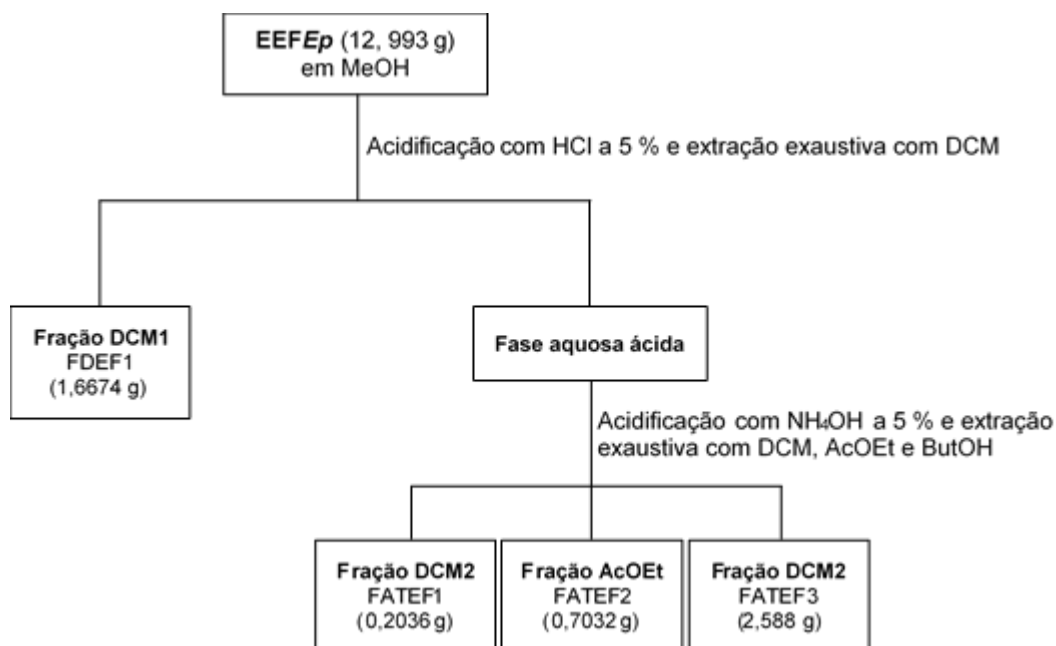 EEFEp (12, 993 g)
em MeOH
Acidificação com HCl a 5 % e extração exaustiva com DCM
Fração DCM1
FDEF1
(1,6674 g)
Fase aquosa ácida
Acidificação com NH₄OH a 5 % e extração
exaustiva com DCM, AcOEt e ButOH
Fração DCM2
FATEF1
(0,2036 g)
Fração AcOEt
FATEF2
(0,7032 g)
Fração DCM2
FATEF3
(2,588 g)